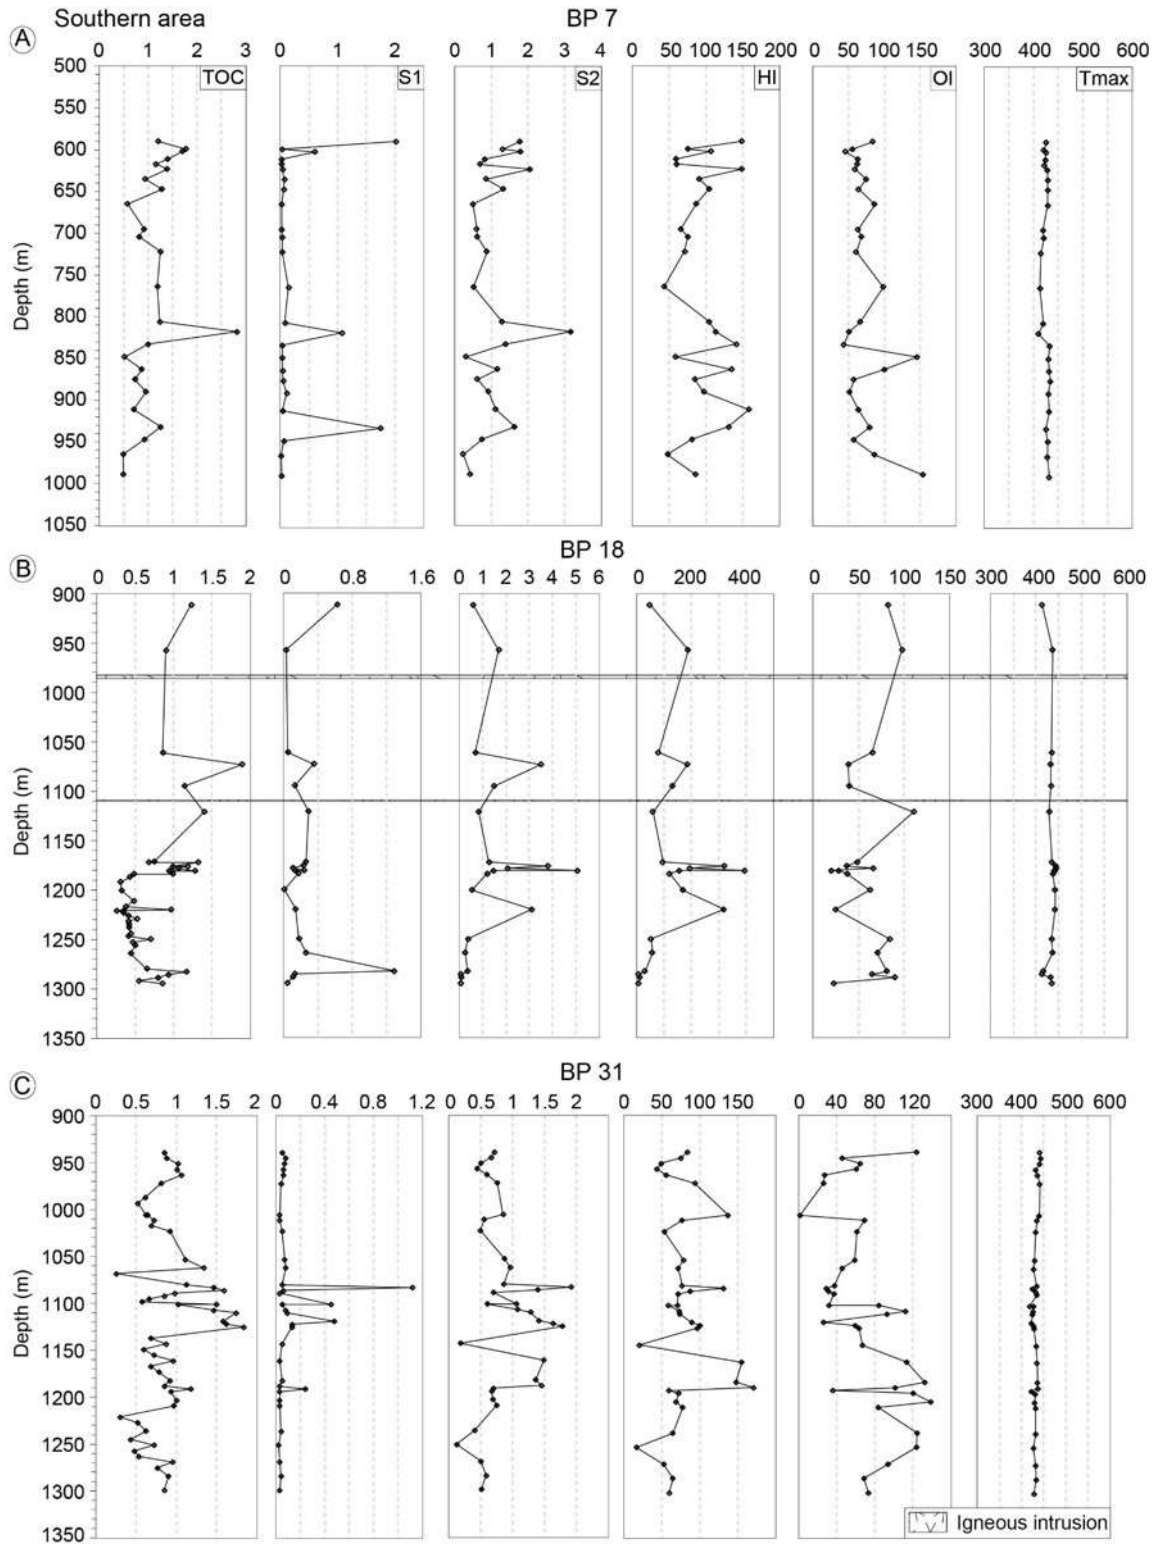 Southern area BP 7
A
0 1 2 3 0 1 2 0 1 2 3 4 0 50 100 150 200 0 50 100 150 200 300 400 500 600
TOC S1 S2 HI OI Tmax
500
550
600
650
700
750
800
850
900
950
1000
1050
Depth (m)
BP 18
B
0 0.5 1 1.5 2 0 0.8 1.6 0 1 2 3 4 5 6 0 200 400 0 50 100 150 300 400 500 600
900
950
1000
1050
1100
1150
1200
1250
1300
1350
Depth (m)
BP 31
C
0 0.5 1 1.5 2 0 0.4 0.8 1.2 0 0.5 1 1.5 2 0 50 100 150 0 40 80 120 300 400 500 600
900
950
1000
1050
1100
1150
1200
1250
1300
1350
Depth (m)
Igneous intrusion